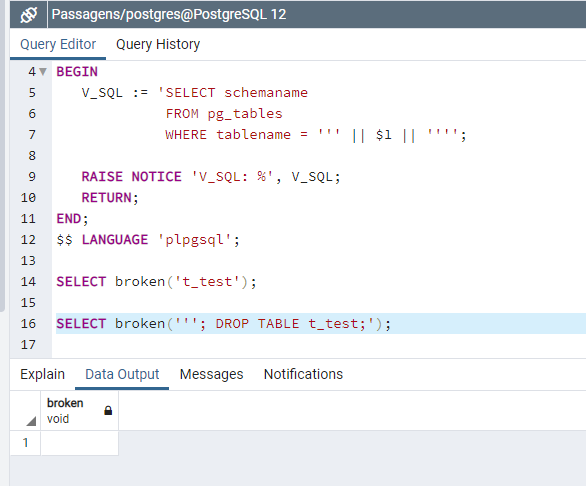 Passagens/postgres@PostgreSQL 12
Query Editor Query History
4 BEGIN
5 V_SQL := 'SELECT schemaname
6 FROM pg_tables
7 WHERE tablename = ''' || $1 || '''';
8
9 RAISE NOTICE 'V_SQL: %', V_SQL;
10 RETURN;
11 END;
12 $$ LANGUAGE 'plpgsql';
13
14 SELECT broken('t_test');
15
16 SELECT broken('''; DROP TABLE t_test;');
17
Explain Data Output Messages Notifications
broken
void
1